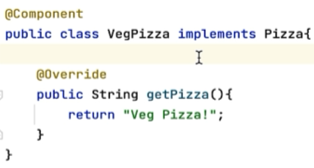 @Component
public class VegPizza implements Pizza{
@Override
public String getPizza(){
return "Veg Pizza!";
}
}